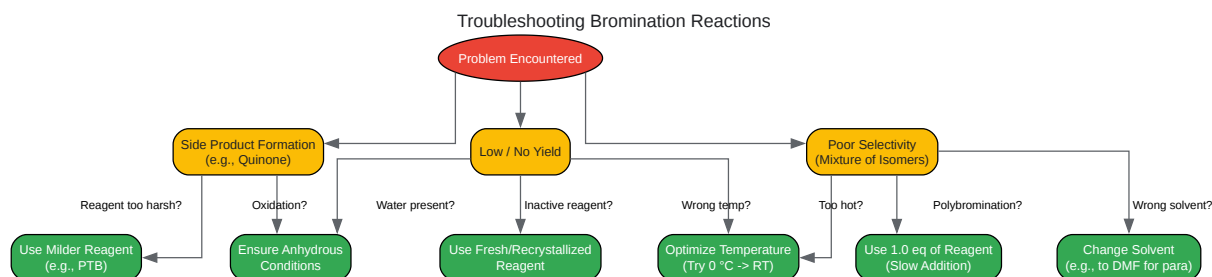 Troubleshooting Bromination Reactions
Problem Encountered
Side Product Formation
(e.g., Quinone)
Low / No Yield
Poor Selectivity
(Mixture of Isomers)
Reagent too harsh?
Oxidation?
Water present?
Inactive reagent?
Wrong temp?
Too hot?
Polybromination?
Wrong solvent?
Use Milder Reagent
(e.g., PTB)
Ensure Anhydrous
Conditions
Use Fresh/Recrystallized
Reagent
Optimize Temperature
(Try 0 °C -> RT)
Use 1.0 eq of Reagent
(Slow Addition)
Change Solvent
(e.g., to DMF for para)